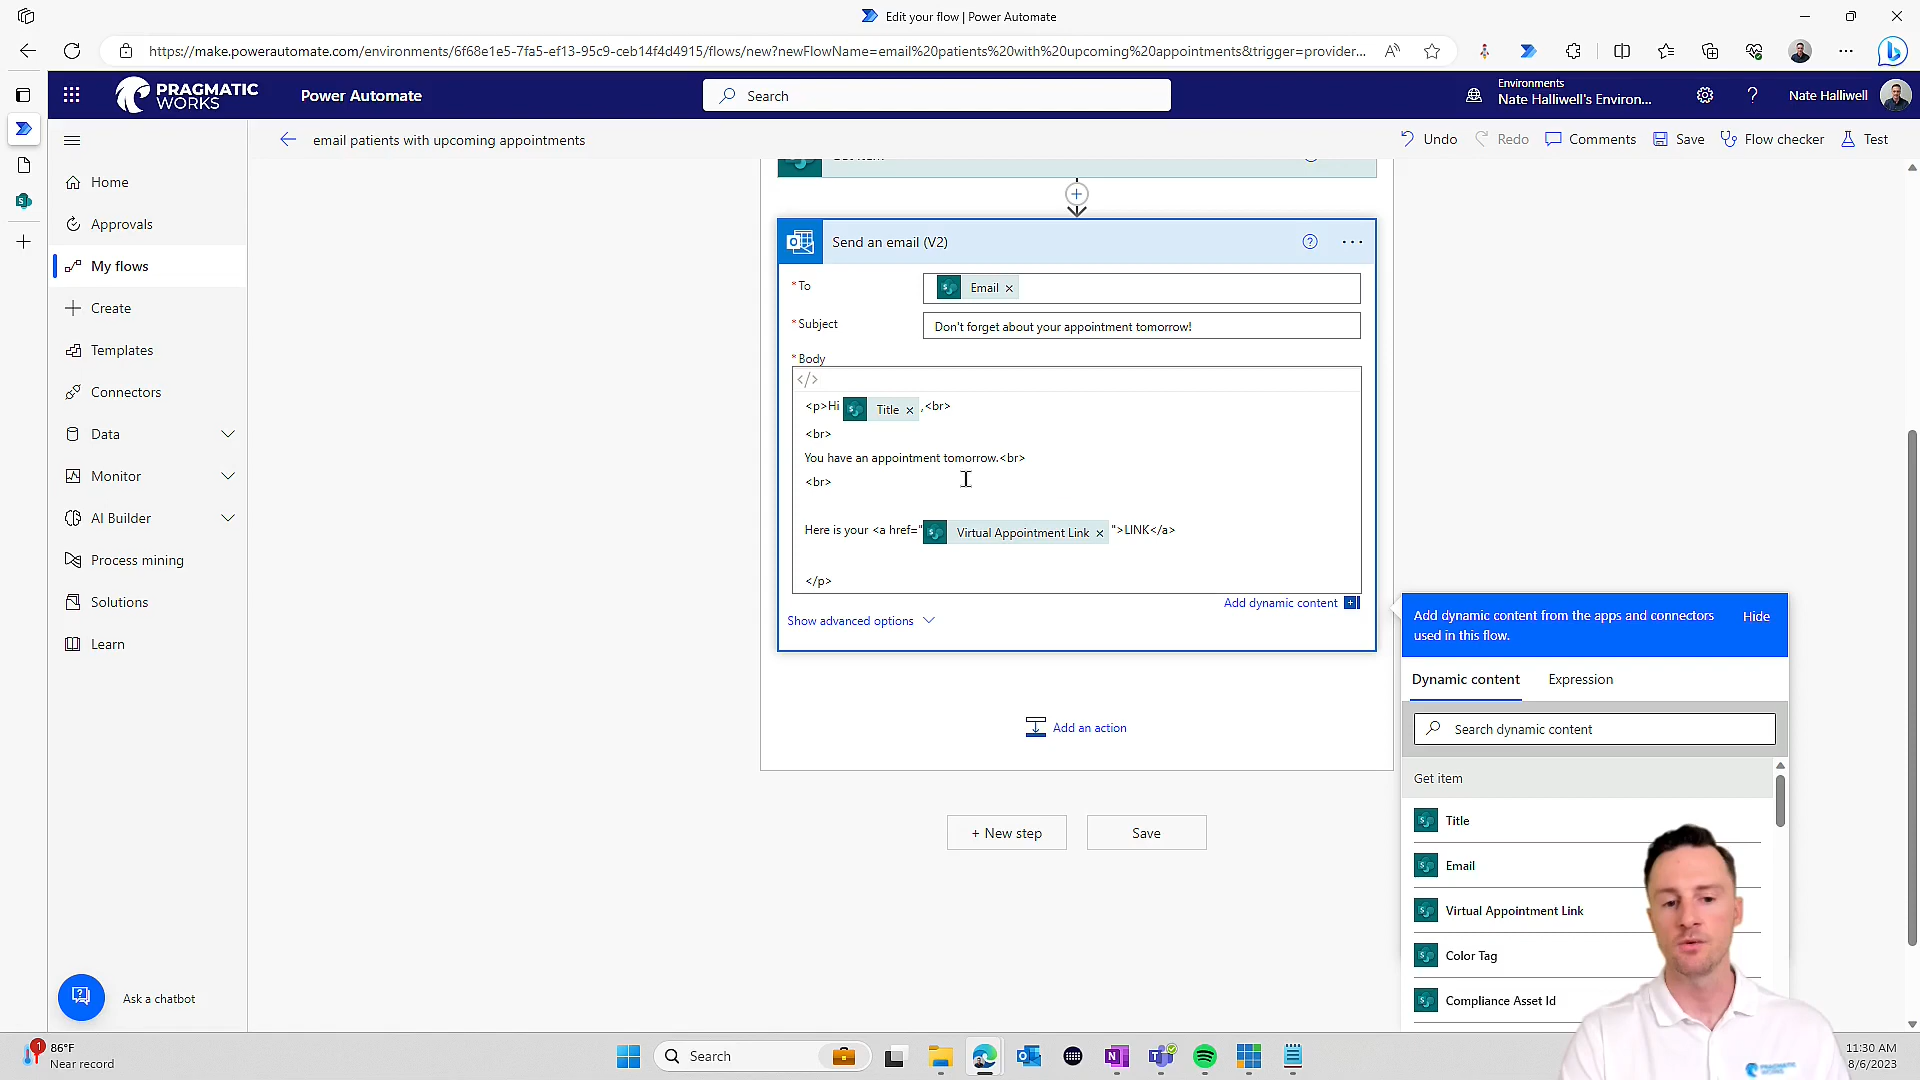 Edit your flow | Power Automate
https://make.powerautomate.com/environments/6f68e1e5-7fa5-ef13-95c9-ceb14f4d4915/flows/new?newFlowName=email%20patients%20with%20upcoming%20appointments&trigger=provider...
PRAGMATIC
WORKS
Power Automate
Search
Environments
Nate Halliwell's Environ...
Nate Halliwell
email patients with upcoming appointments
Undo
Redo
Comments
Save
Flow checker
Test
Home
Approvals
My flows
Create
Templates
Connectors
Data
Monitor
AI Builder
Process mining
Solutions
Learn
Ask a chatbot
Send an email (V2)
*To
Email ×
*Subject
Don't forget about your appointment tomorrow!
*Body
</>
<p>Hi Title × ,<br>
<br>
You have an appointment tomorrow.<br>
<br>
Here is your <a href=" Virtual Appointment Link × ">LINK</a>
</p>
Add dynamic content
Show advanced options
Add an action
+ New step
Save
Add dynamic content from the apps and connectors
used in this flow.
Hide
Dynamic content
Expression
Search dynamic content
Get item
Title
Email
Virtual Appointment Link
Color Tag
Compliance Asset Id
1
86°F
Near record
Search
11:30 AM
8/6/2023